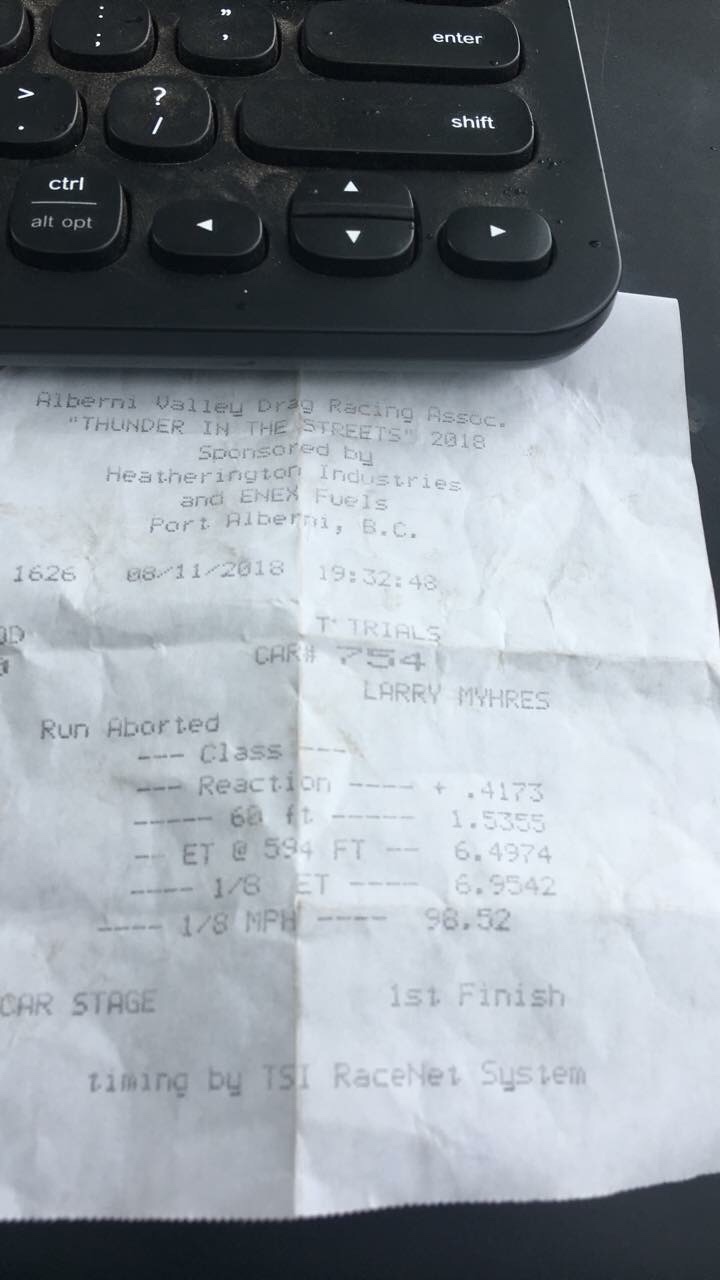 :
;
"
'
enter
>
.
?
/
shift
ctrl
alt opt
▲
◄
▼
►
Alberni Valley Drag Racing Assoc.
"THUNDER IN THE STREETS" 2018
Sponsored by
Heatherington Industries
and ENEX Fuels
Port Alberni, B.C.
1626 08/11/2018 19:32:48
T' TRIALS
CAR# 754
LARRY MYHRES
Run Aborted
--- Class ---
--- Reaction ---- + .4173
----- 60 ft ----- 1.5355
-- ET @ 594 FT -- 6.4974
---- 1/8 ET ---- 6.9542
---- 1/8 MPH ---- 98.52
CAR STAGE 1st Finish
timing by TSI RaceNet System